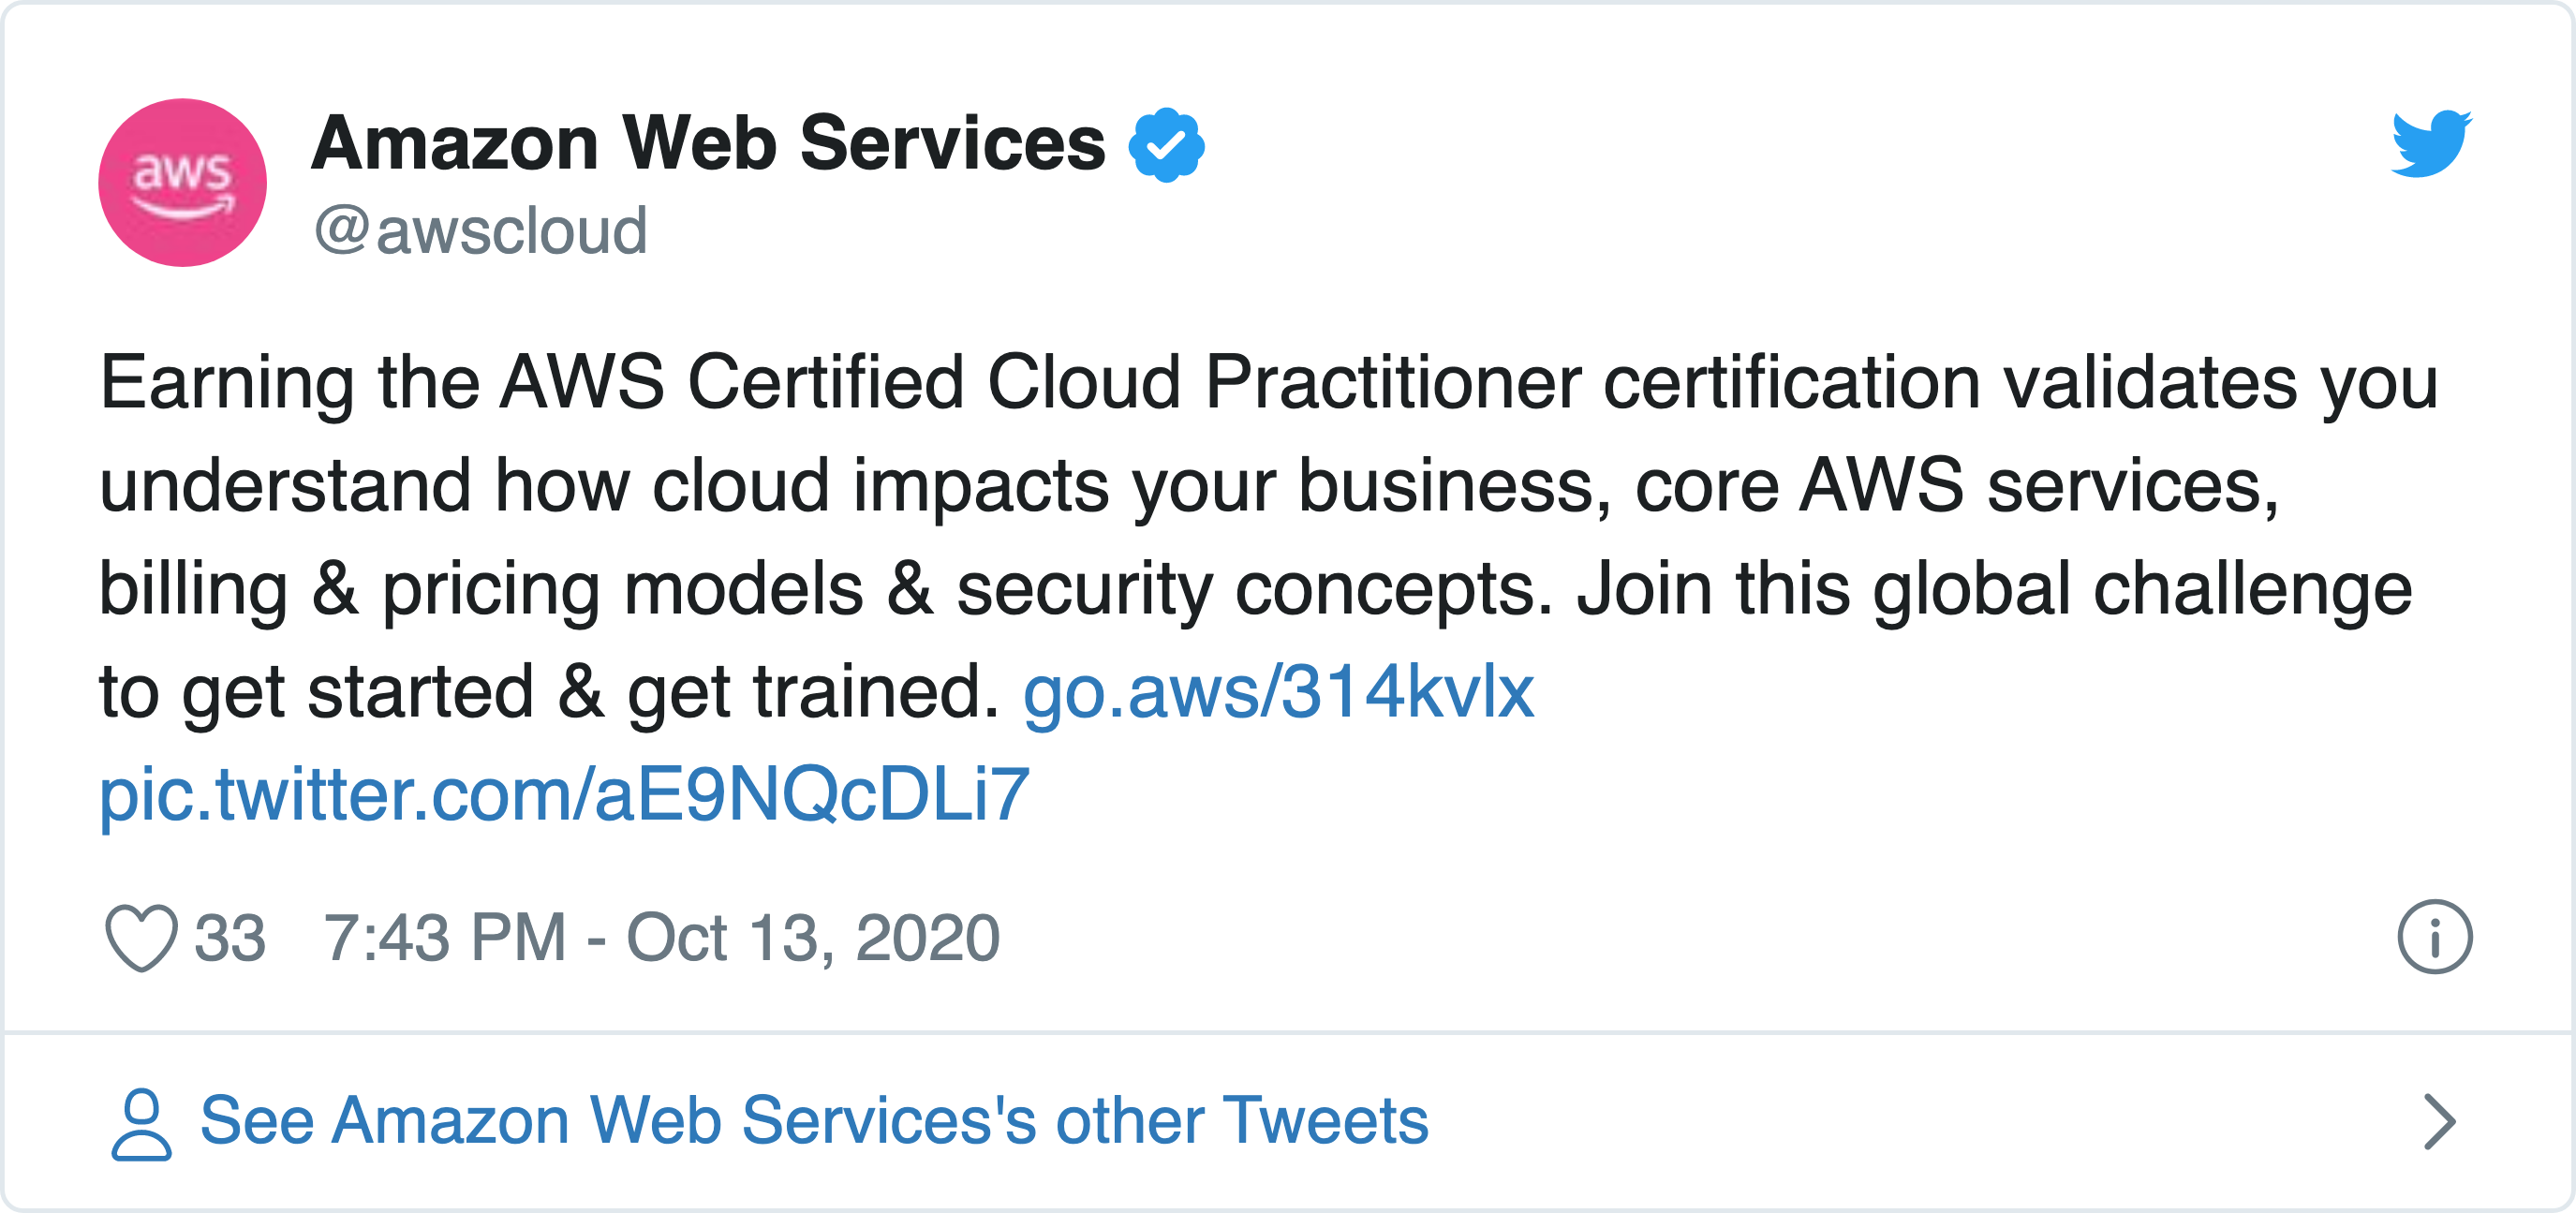 aws
Amazon Web Services
@awscloud
Earning the AWS Certified Cloud Practitioner certification validates you
understand how cloud impacts your business, core AWS services,
billing & pricing models & security concepts. Join this global challenge
to get started & get trained. go.aws/314kvlx
pic.twitter.com/aE9NQcDLi7
33 7:43 PM - Oct 13, 2020
See Amazon Web Services's other Tweets